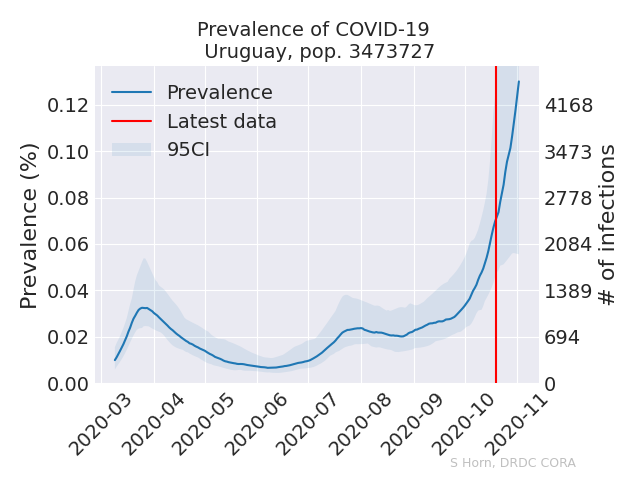 Prevalence of COVID-19
Uruguay, pop. 3473727
Prevalence
Latest data
95CI
Prevalence (%)
0.12
0.10
0.08
0.06
0.04
0.02
0.00
4168
3473
2778
2084
1389
694
0
# of infections
2020-03
2020-04
2020-05
2020-06
2020-07
2020-08
2020-09
2020-10
2020-11
S Horn, DRDC CORA